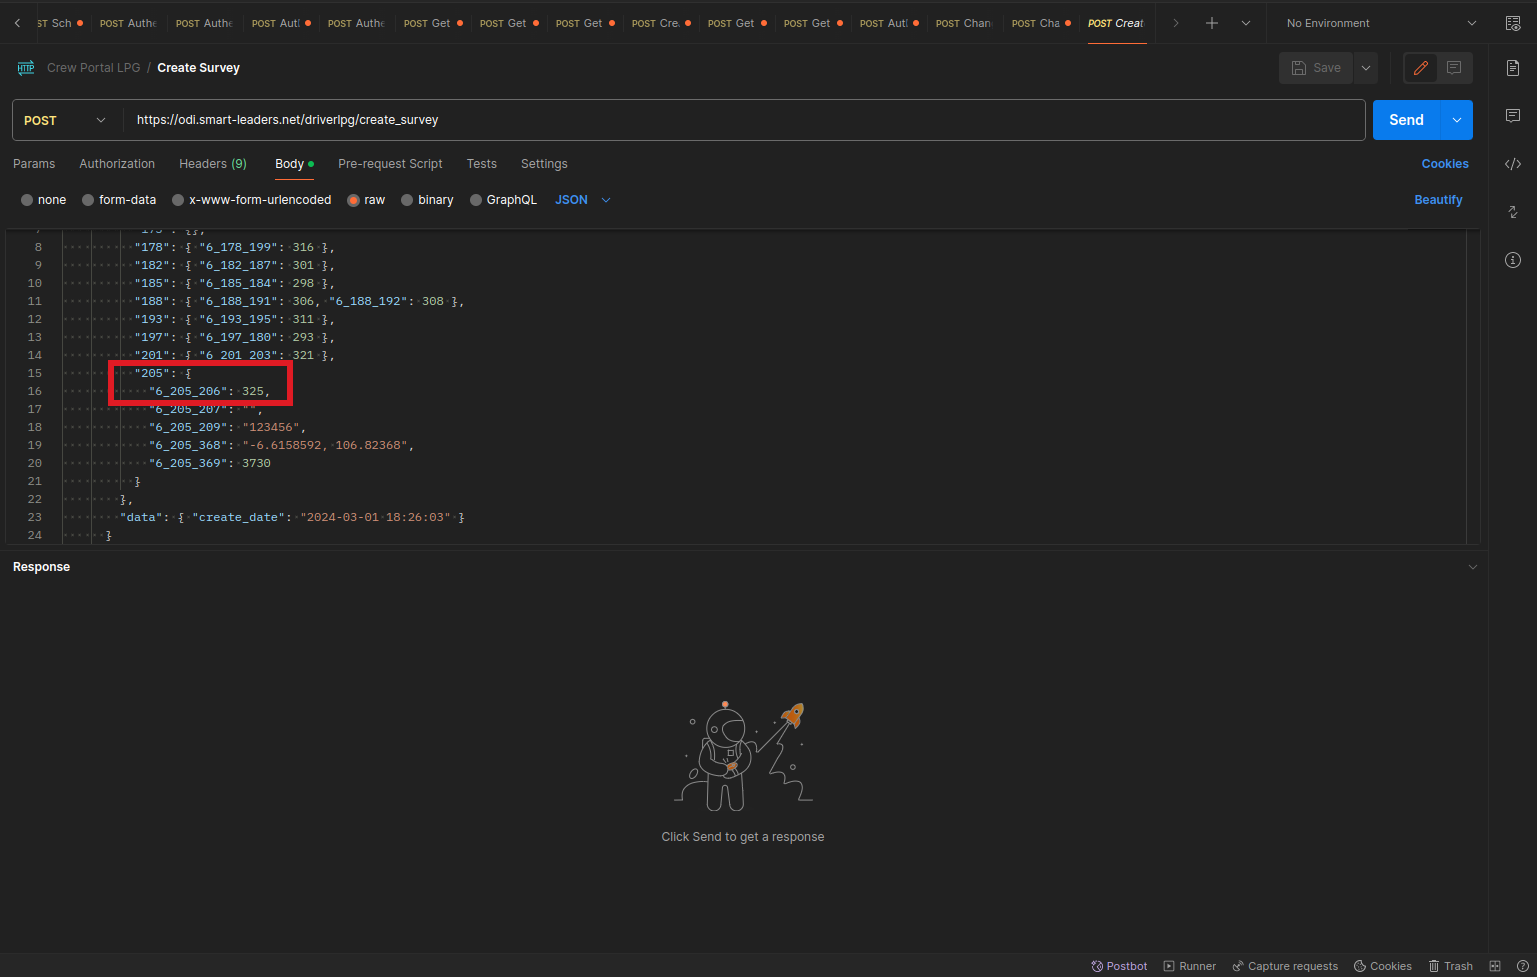 ST Sch POST Authe POST Authe POST Aut POST Authe POST Get POST Get POST Get POST Cre POST Get POST Get POST Aut POST Chan POST Cha POST Creat No Environment
HTTP Crew Portal LPG / Create Survey Save
POST https://odi.smart-leaders.net/driverlpg/create_survey Send
Params Authorization Headers (9) Body Pre-request Script Tests Settings Cookies
none form-data x-www-form-urlencoded raw binary GraphQL JSON Beautify
8 "178": { "6_178_199": 316 },
9 "182": { "6_182_187": 301 },
10 "185": { "6_185_184": 298 },
11 "188": { "6_188_191": 306, "6_188_192": 308 },
12 "193": { "6_193_195": 311 },
13 "197": { "6_197_180": 293 },
14 "201": { "6_201_203": 321 },
15 "205": {
16 "6_205_206": 325,
17 "6_205_207": "",
18 "6_205_209": "123456",
19 "6_205_368": "-6.6158592, 106.82368",
20 "6_205_369": 3730
21 }
22 },
23 "data": { "create_date": "2024-03-01 18:26:03" }
24 }
Response
Click Send to get a response
Postbot Runner Capture requests Cookies Trash